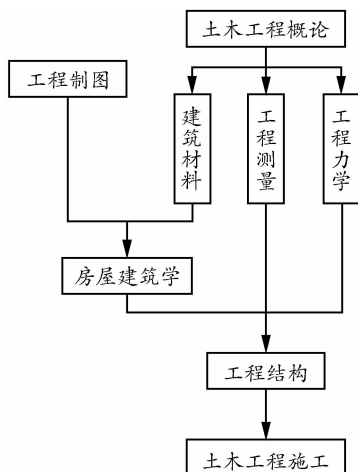 土木工程概论
工程制图
建筑材料
工程测量
工程力学
房屋建筑学
工程结构
土木工程施工